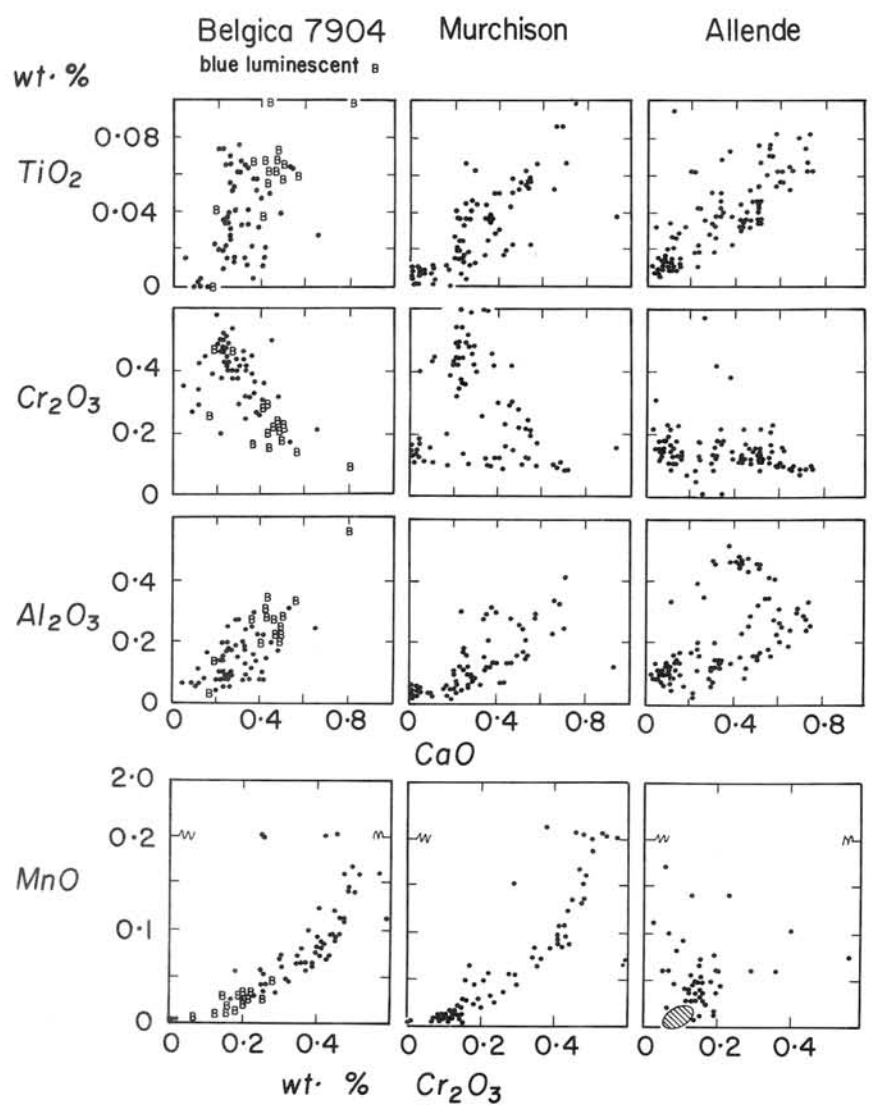 Belgica 7904 Murchison Allende
blue luminescent B
wt. %
TiO2
0·08
0·04
0
Cr2O3
0·4
0·2
0
Al2O3
0·4
0·2
0
0 0·4 0·8 0 0·4 0·8 0 0·4 0·8
CaO
MnO
2·0
0·2
0·1
0
0 0·2 0·4 0 0·2 0·4 0 0·2 0·4
wt. % Cr2O3